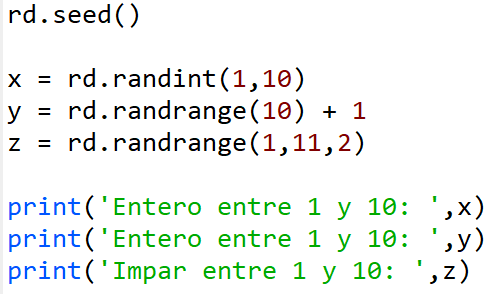 rd.seed()
x = rd.randint(1,10)
y = rd.randrange(10) + 1
z = rd.randrange(1,11,2)
print('Entero entre 1 y 10: ',x)
print('Entero entre 1 y 10: ',y)
print('Impar entre 1 y 10: ',z)